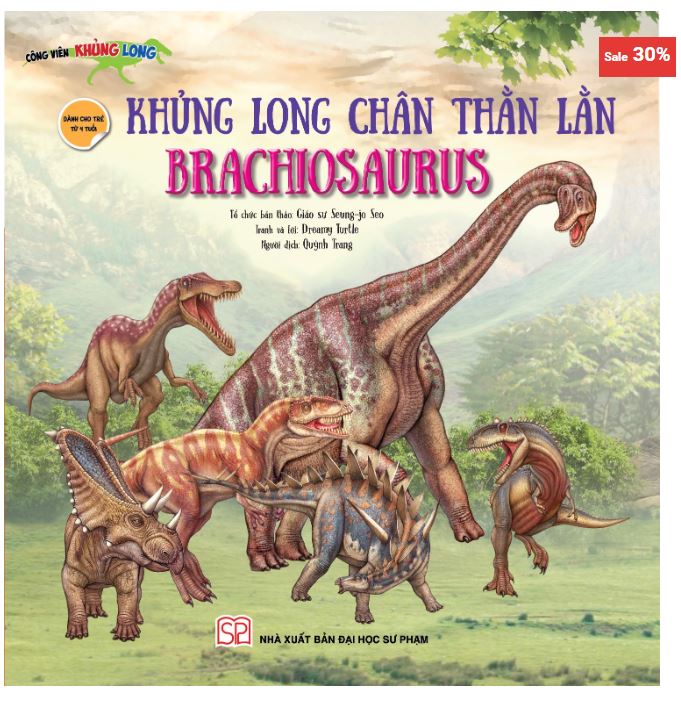 CÔNG VIÊN KHỦNG LONG
Sale 30%
DÀNH CHO TRẺ
TỪ 4 TUỔI
KHỦNG LONG CHÂN THẰN LẰN
BRACHIOSAURUS
Tổ chức bản thảo: Giáo sư Seung-jo Seo
Tranh và lời: Dreamy Turtle
Người dịch: Quỳnh Trang
SP
NHÀ XUẤT BẢN ĐẠI HỌC SƯ PHẠM